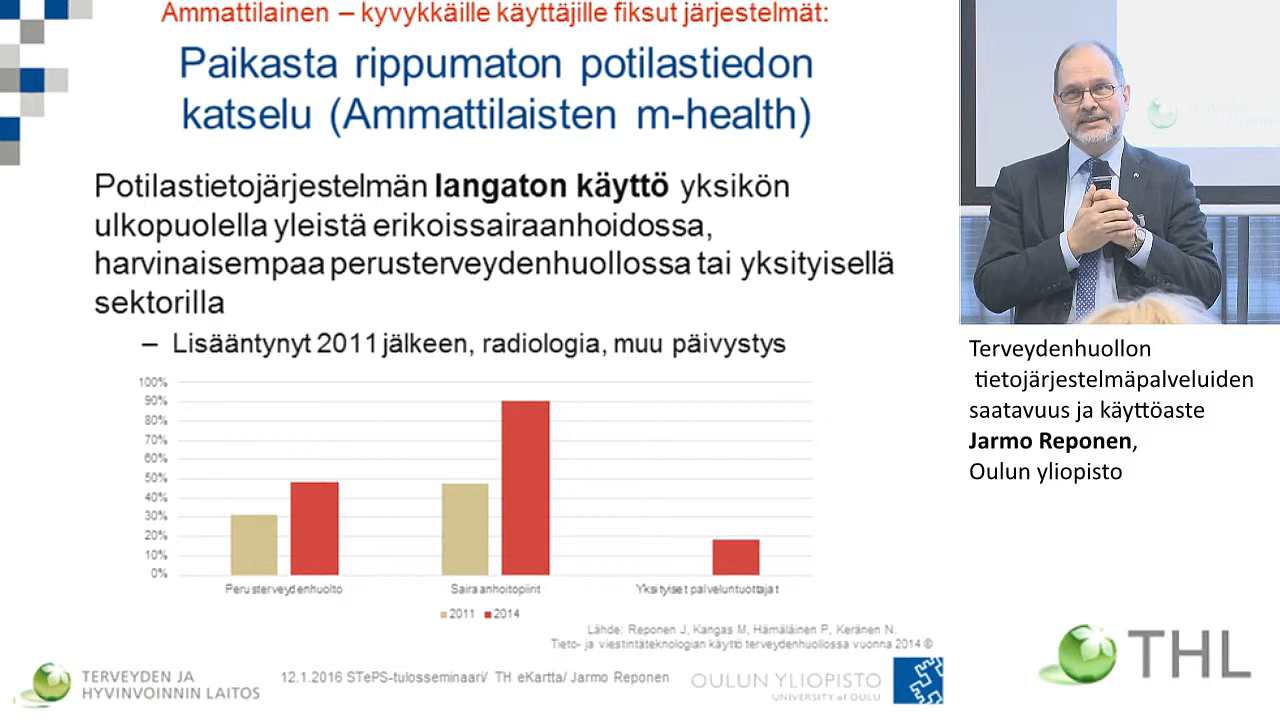 Ammattilainen – kyvykkäille käyttäjille fiksut järjestelmät:
Paikasta rippumaton potilastiedon
katselu (Ammattilaisten m-health)
Potilastietojärjestelmän langaton käyttö yksikön
ulkopuolella yleistä erikoissairaanhoidossa,
harvinaisempaa perusterveydenhuollossa tai yksityisellä
sektorilla
– Lisääntynyt 2011 jälkeen, radiologia, muu päivystys
100%
90%
80%
70%
60%
50%
40%
30%
20%
10%
0%
Perusterveydenhuolto
Sairaanhoitopiirit
Yksityiset palveluntuottajat
2011 2014
Lähde: Reponen J, Kangas M, Hämäläinen P, Keränen N.
Tieto- ja viestintäteknologian käyttö terveydenhuollossa vuonna 2014 ©
TERVEYDEN JA
HYVINVOINNIN LAITOS
12.1.2016 STePS-tulosseminaari/ TH eKartta/ Jarmo Reponen
OULUN YLIOPISTO
UNIVERSITY of OULU
Terveydenhuollon
tietojärjestelmäpalveluiden
saatavuus ja käyttöaste
Jarmo Reponen,
Oulun yliopisto
THL